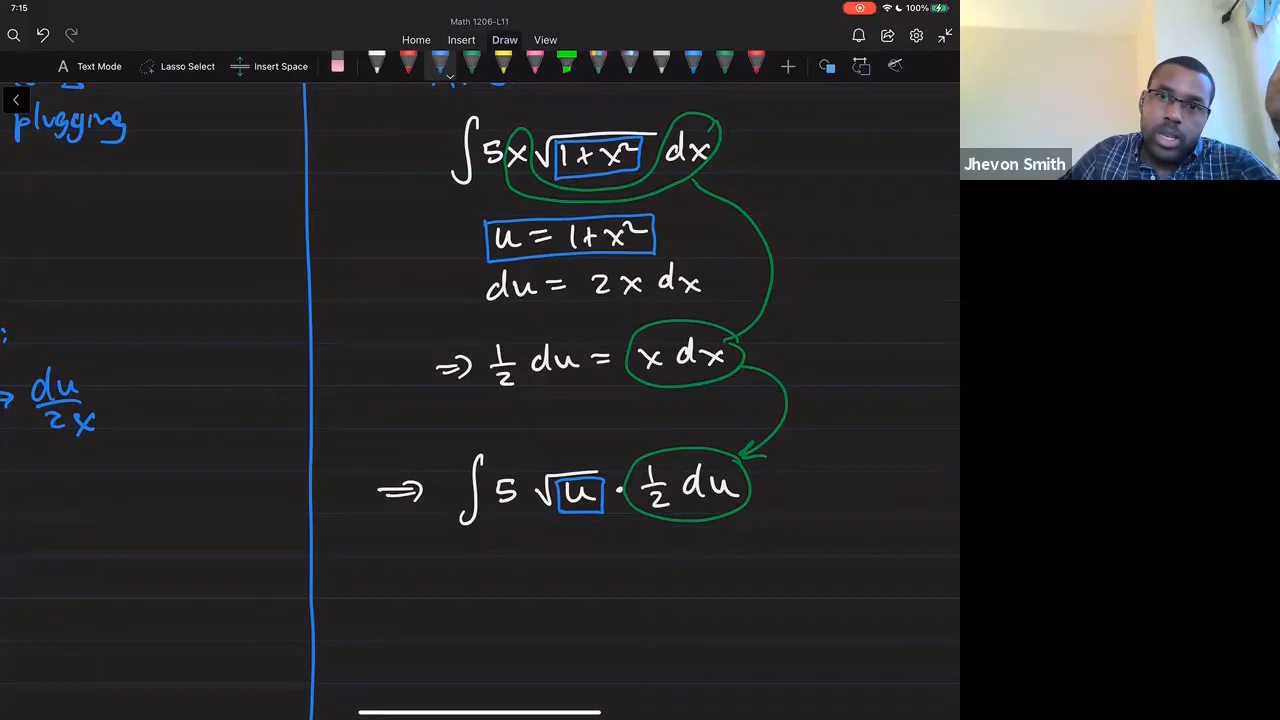 7:15
100%
Math 1206-L11
Home Insert Draw View
Text Mode Lasso Select Insert Space
plugging
du/2x
∫ 5x √(1 + x²) dx
u = 1 + x²
du = 2x dx
⇒ 1/2 du = x dx
⇒ ∫ 5 √u · 1/2 du
Jhevon Smith